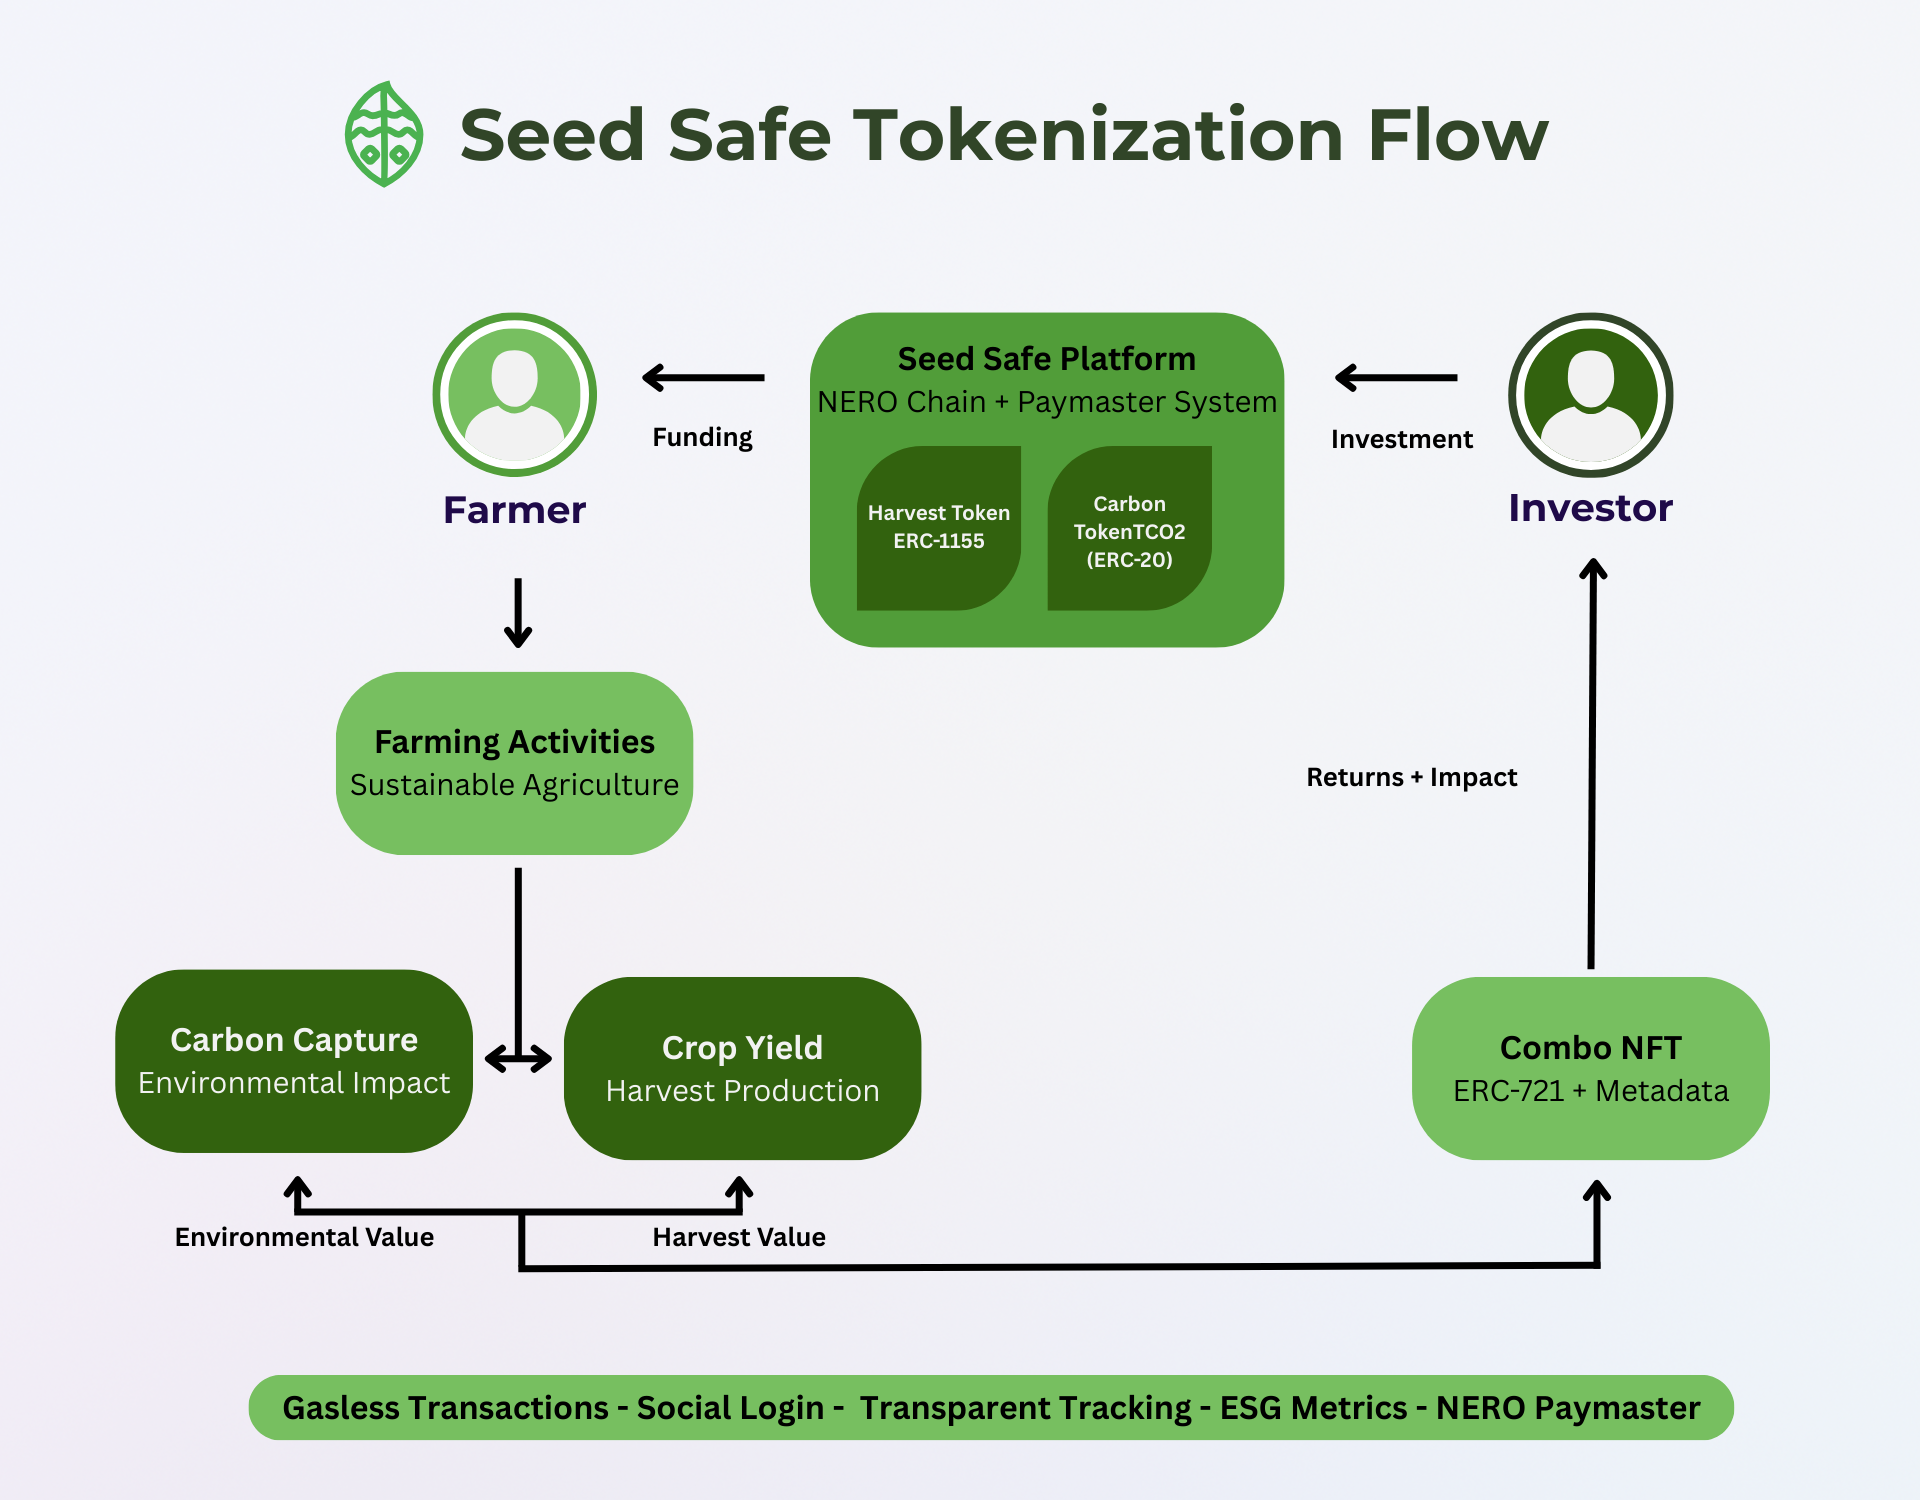 Seed Safe Tokenization Flow
Seed Safe Platform
NERO Chain + Paymaster System
Funding
Investment
Farmer
Investor
Harvest Token
ERC-1155
Carbon
TokenTCO2
(ERC-20)
Farming Activities
Sustainable Agriculture
Returns + Impact
Carbon Capture
Environmental Impact
Crop Yield
Harvest Production
Combo NFT
ERC-721 + Metadata
Environmental Value
Harvest Value
Gasless Transactions - Social Login -  Transparent Tracking - ESG Metrics - NERO Paymaster